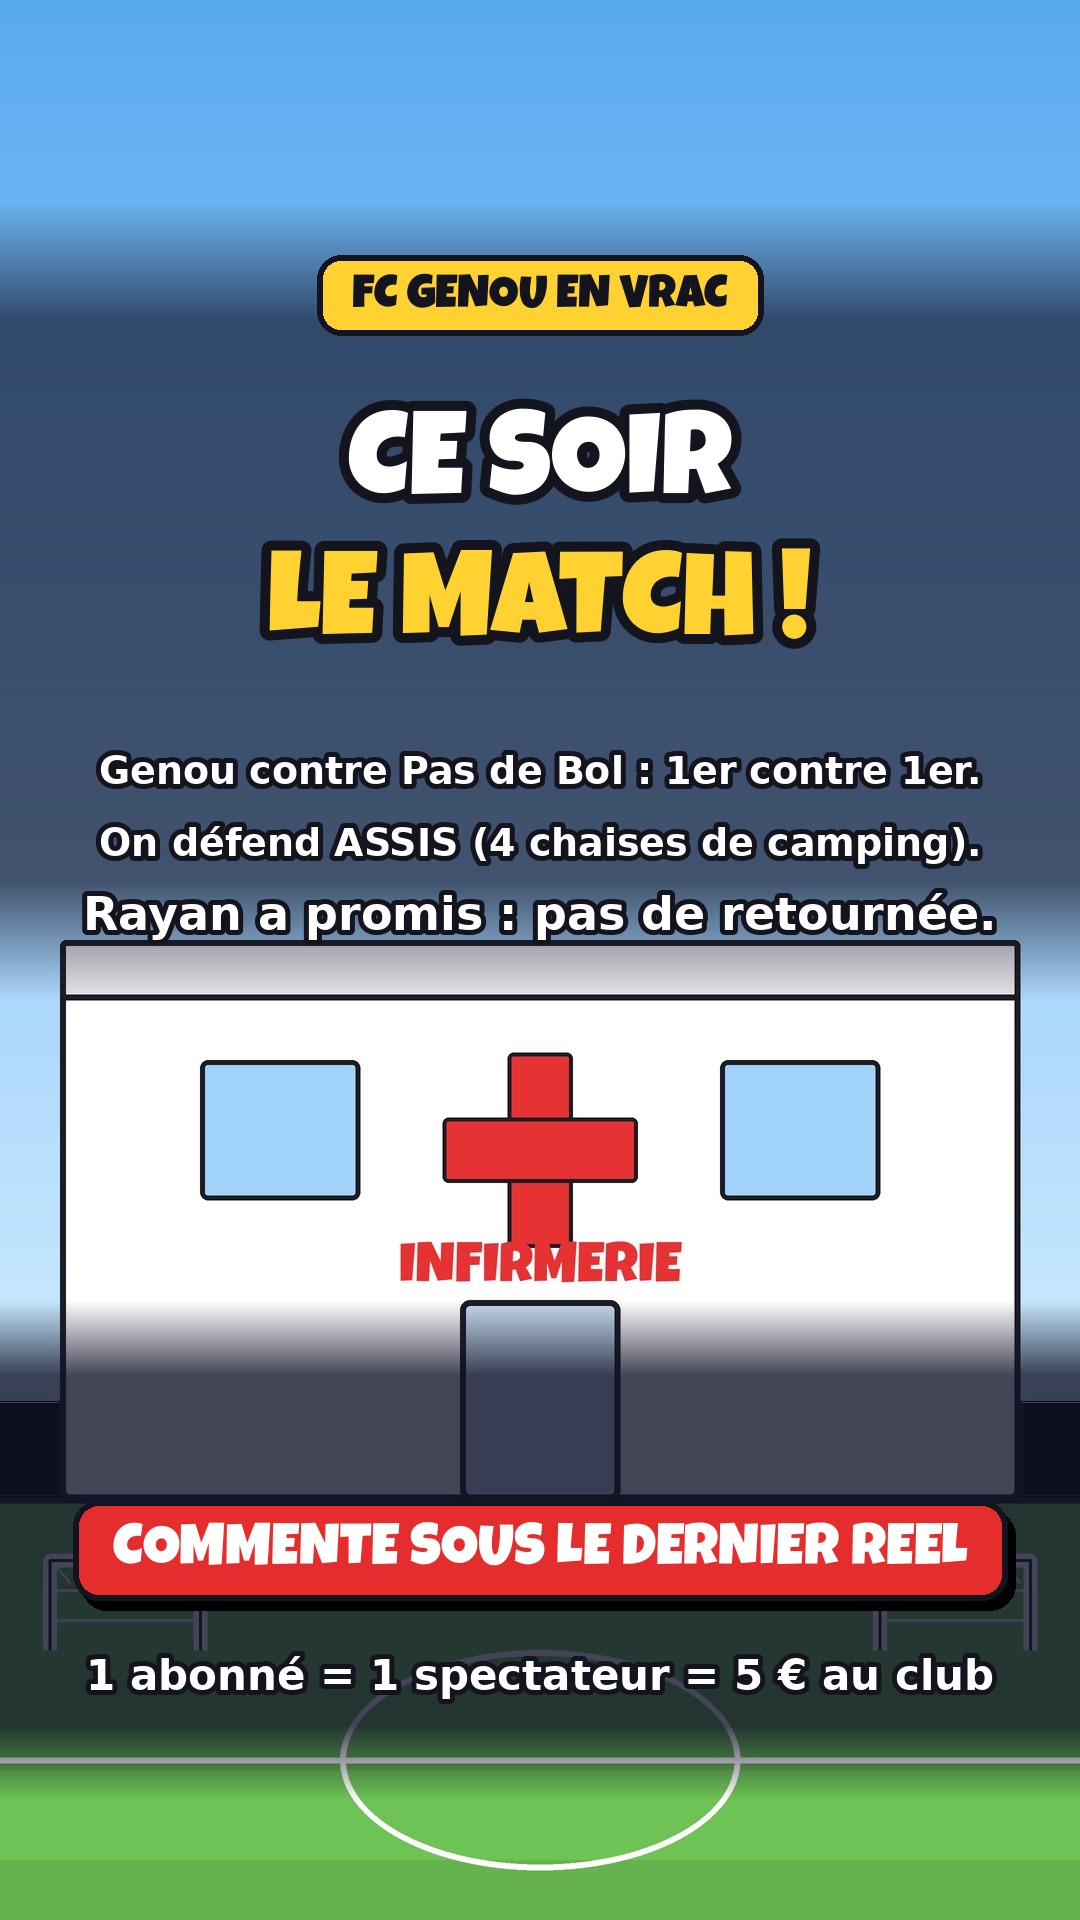 FC GENOU EN VRAC
CE SOIR
LE MATCH !
Genou contre Pas de Bol : 1er contre 1er.
On défend ASSIS (4 chaises de camping).
Rayan a promis : pas de retournée.
INFIRMERIE
COMMENTE SOUS LE DERNIER REEL
1 abonné = 1 spectateur = 5 € au club